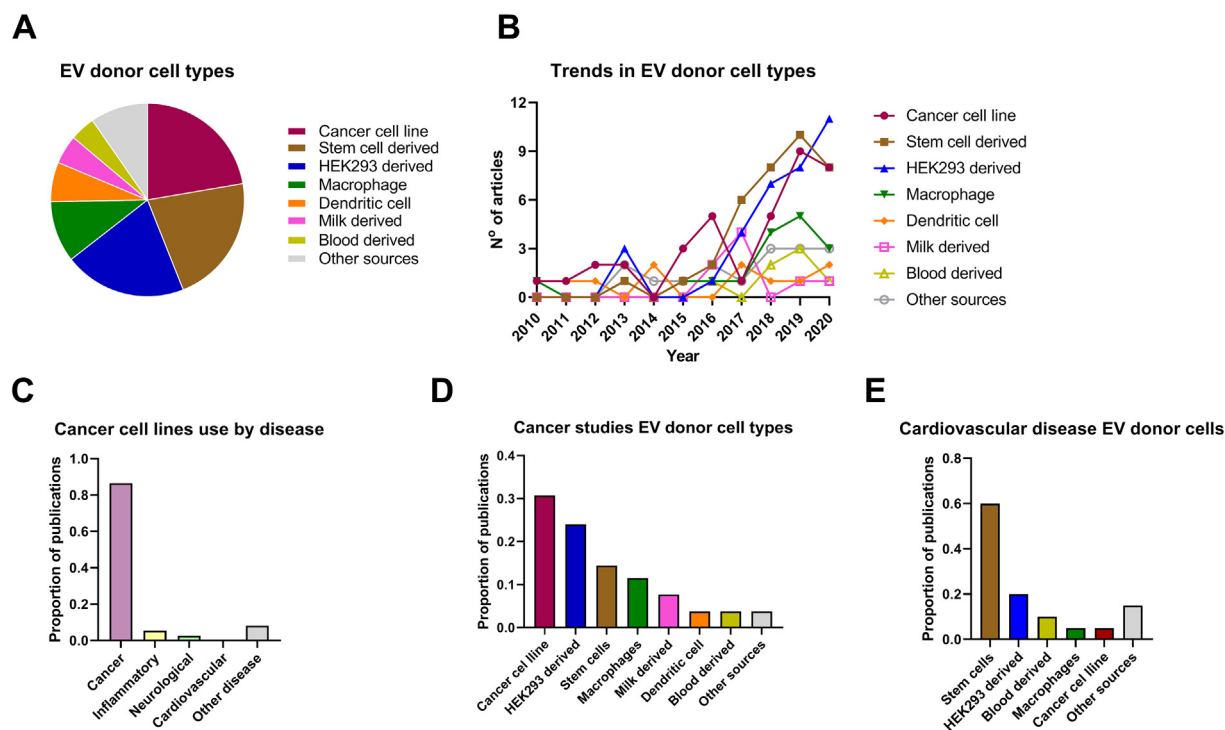 A
EV donor cell types
Cancer cell line
Stem cell derived
HEK293 derived
Macrophage
Dendritic cell
Milk derived
Blood derived
Other sources
B
Trends in EV donor cell types
Nº of articles
12
9
6
3
0
2010
2011
2012
2013
2014
2015
2016
2017
2018
2019
2020
Year
Cancer cell line
Stem cell derived
HEK293 derived
Macrophage
Dendritic cell
Milk derived
Blood derived
Other sources
C
Cancer cell lines use by disease
Proportion of publications
1.0
0.8
0.6
0.4
0.2
0.0
Cancer
Inflammatory
Neurological
Cardiovascular
Other disease
D
Cancer studies EV donor cell types
Proportion of publications
0.4
0.3
0.2
0.1
0.0
Cancer cel lline
HEK293 derived
Stem cells
Macrophages
Milk derived
Dendritic cell
Blood derived
Other sources
E
Cardiovascular disease EV donor cells
Proportion of publications
0.8
0.6
0.4
0.2
0.0
Stem cells
HEK293 derived
Blood derived
Macrophages
Cancer cel lline
Other sources